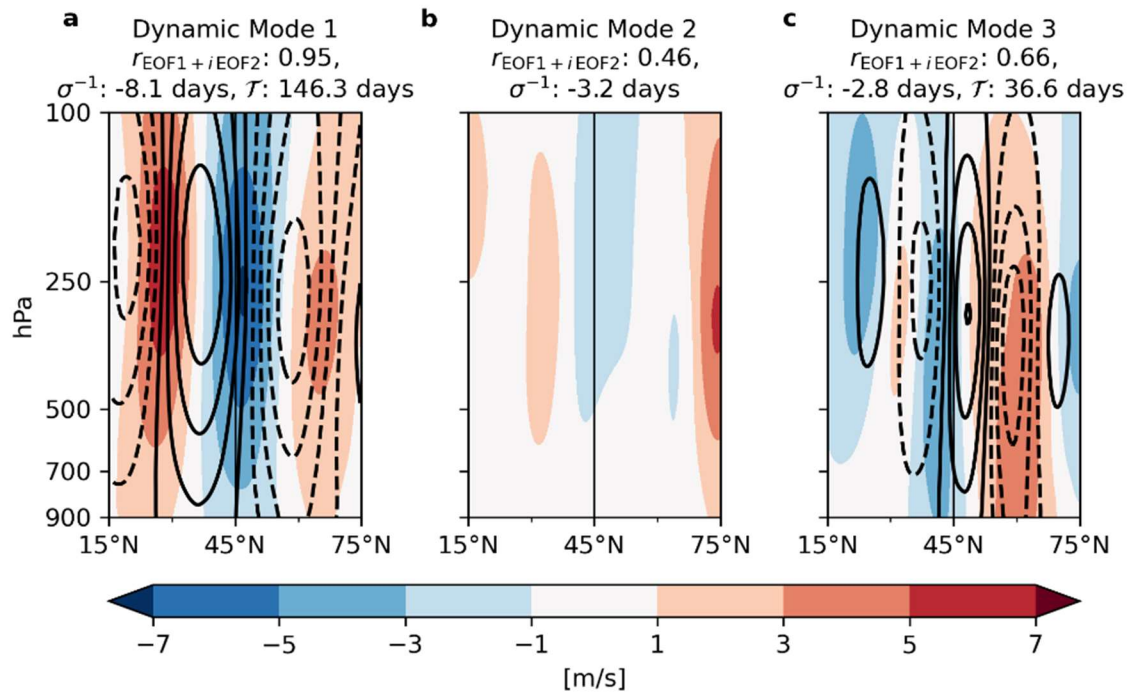 a
Dynamic Mode 1
r_EOF1+iEOF2: 0.95,
σ⁻¹: -8.1 days, 𝒯: 146.3 days
b
Dynamic Mode 2
r_EOF1+iEOF2: 0.46,
σ⁻¹: -3.2 days
c
Dynamic Mode 3
r_EOF1+iEOF2: 0.66,
σ⁻¹: -2.8 days, 𝒯: 36.6 days
hPa
100
250
500
700
900
15°N 45°N 75°N
15°N 45°N 75°N
15°N 45°N 75°N
−7 −5 −3 −1 1 3 5 7
[m/s]